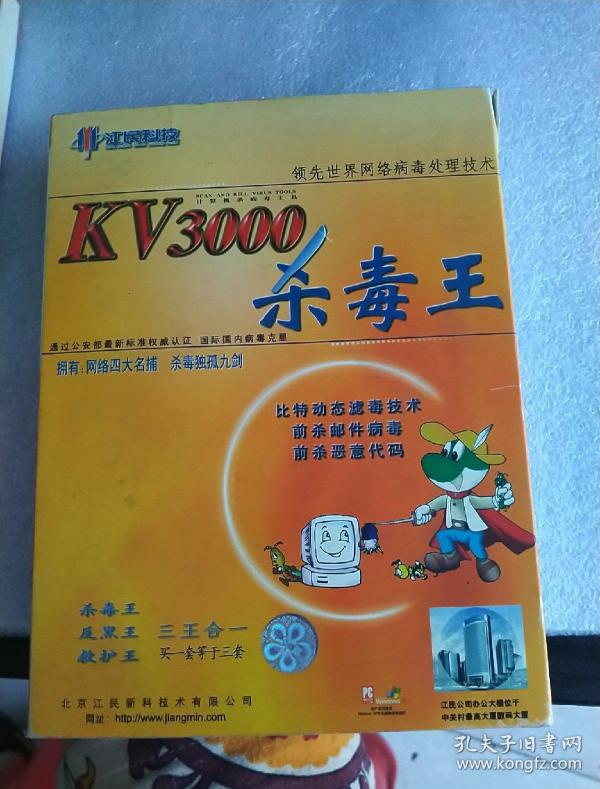 江民科技
领先世界网络病毒处理技术
SCAN AND KILL VIRUS TOOLS
计算机杀病毒工具
KV3000
杀毒王
通过公安部最新标准权威认证 国际国内病毒克星
拥有:网络四大名捕 杀毒独孤九剑
比特动态滤毒技术
前杀邮件病毒
前杀恶意代码
杀毒王
反黑王 三王合一
救护王 买一套等于三套
北京江民新科技术有限公司
网址: http://www.jiangmin.com
PC
Windows
江民公司办公大楼位于
中关村最高大厦数码大厦
孔夫子旧书网
www.kongfz.com